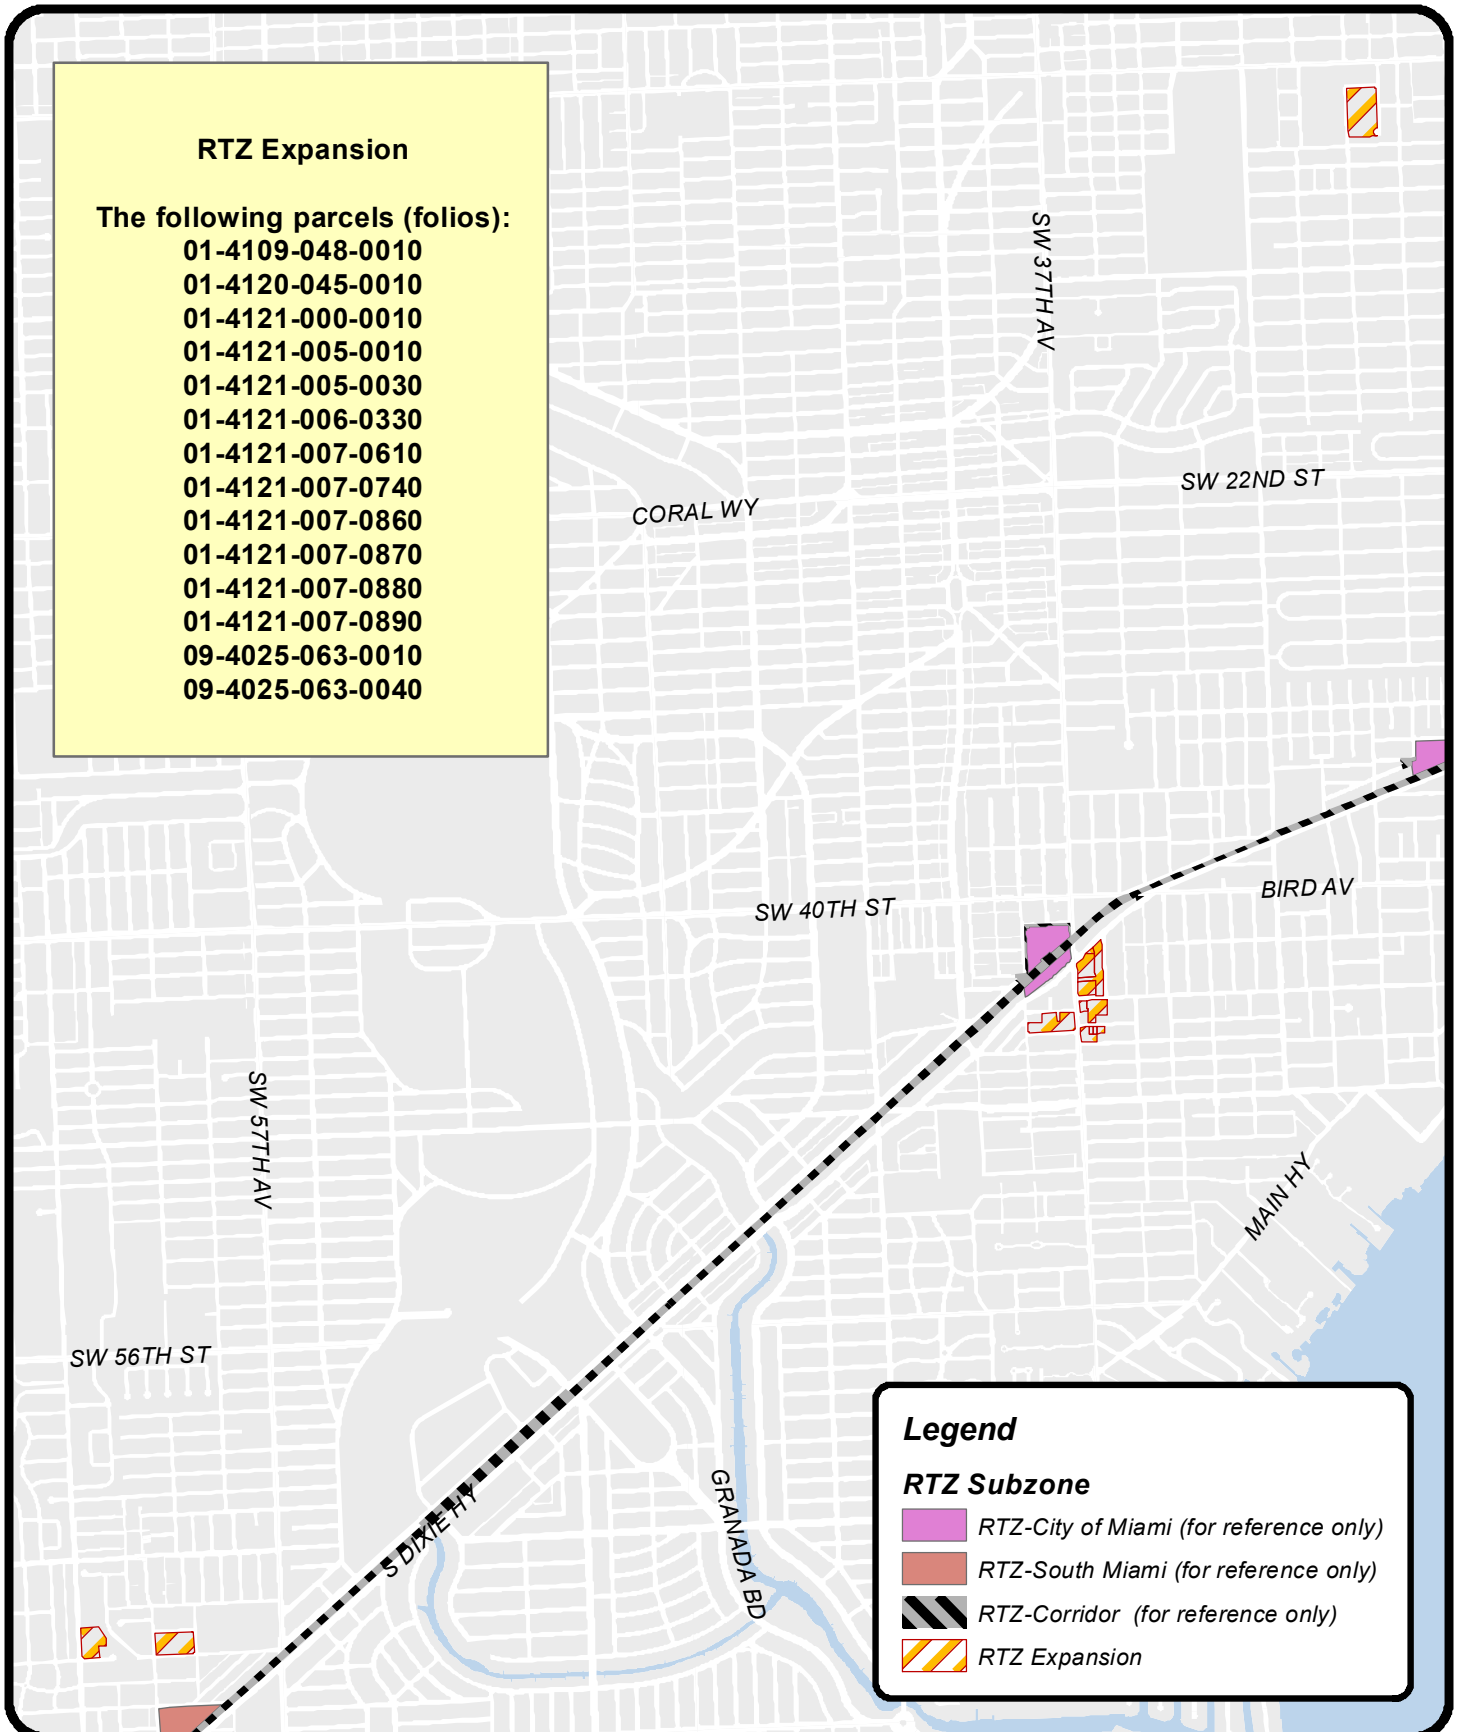 RTZ Expansion
The following parcels (folios):
01-4109-048-0010
01-4120-045-0010
01-4121-000-0010
01-4121-005-0010
01-4121-005-0030
01-4121-006-0330
01-4121-007-0610
01-4121-007-0740
01-4121-007-0860
01-4121-007-0870
01-4121-007-0880
01-4121-007-0890
09-4025-063-0010
09-4025-063-0040
SW 37TH AV
SW 22ND ST
CORAL WY
BIRD AV
SW 40TH ST
SW 57TH AV
MAIN HY
SW 56TH ST
S DIXIE HY
GRANADA BD
Legend
RTZ Subzone
RTZ-City of Miami (for reference only)
RTZ-South Miami (for reference only)
RTZ-Corridor (for reference only)
RTZ Expansion